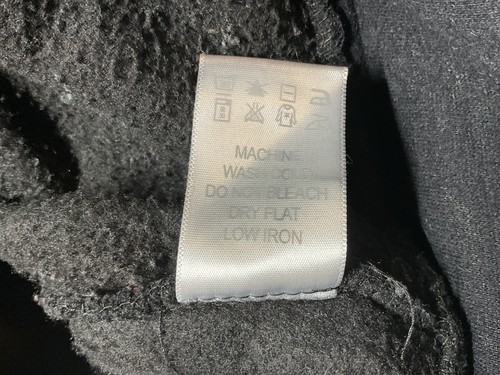 MACHINE
WASH COLD
DO NOT BLEACH
DRY FLAT
LOW IRON